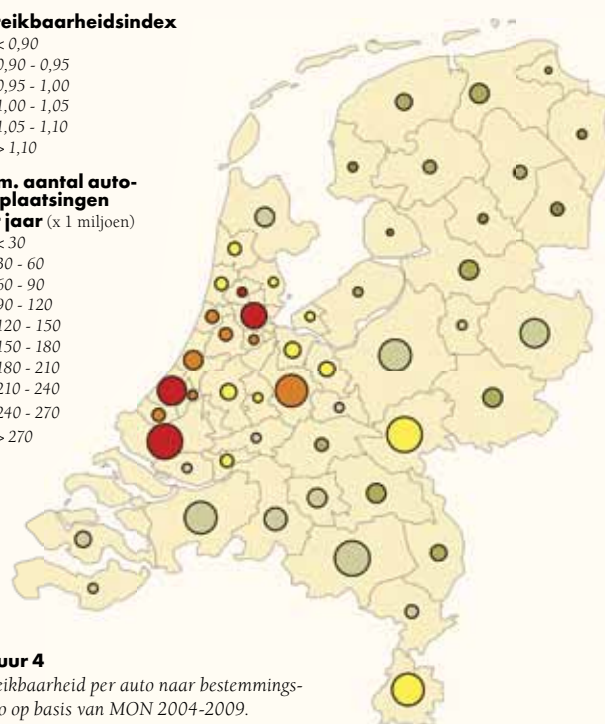 eikbaarheidsindex
< 0,90
0,90 - 0,95
0,95 - 1,00
1,00 - 1,05
1,05 - 1,10
> 1,10
m. aantal auto-
plaatsingen
jaar (x 1 miljoen)
< 30
30 - 60
60 - 90
90 - 120
120 - 150
150 - 180
180 - 210
210 - 240
240 - 270
> 270
uur 4
eikbaarheid per auto naar bestemmings-
o op basis van MON 2004-2009.